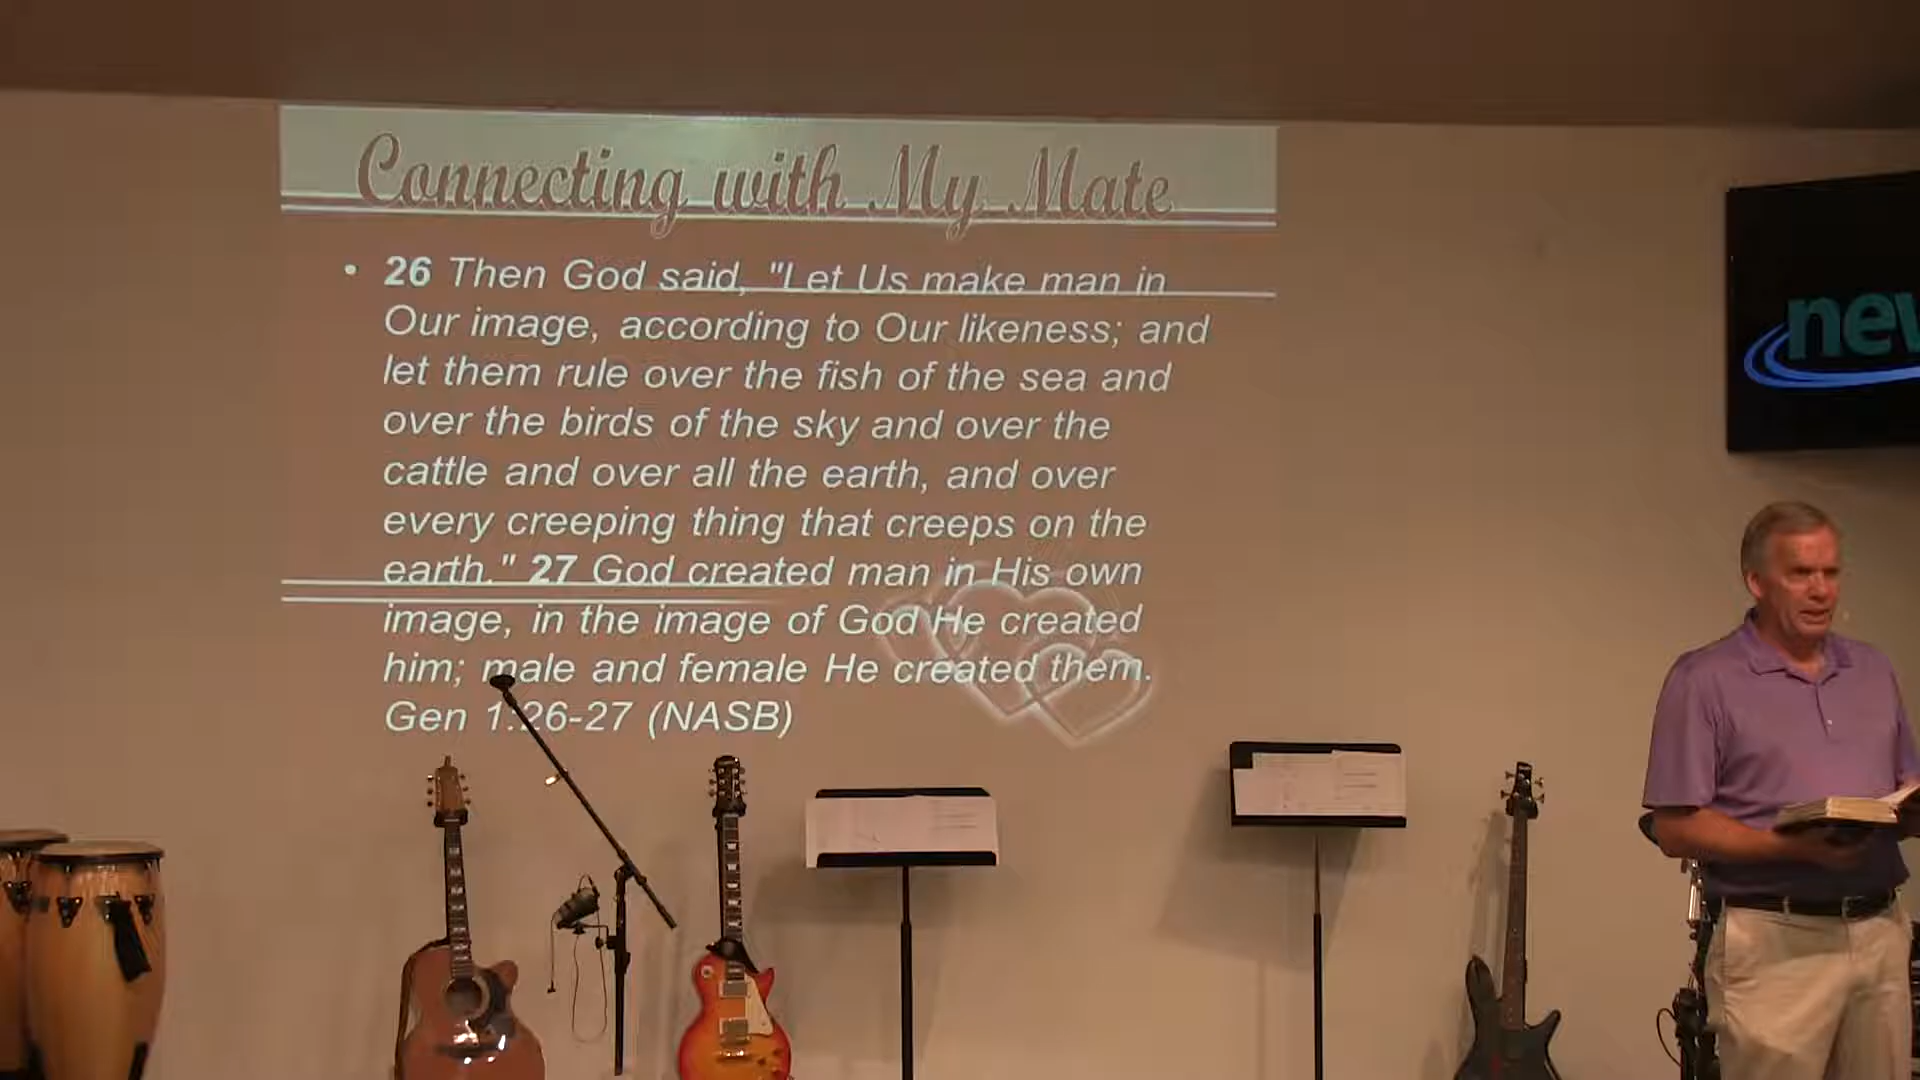 Connecting with My Mate
• 26 Then God said, "Let Us make man in
Our image, according to Our likeness; and
let them rule over the fish of the sea and
over the birds of the sky and over the
cattle and over all the earth, and over
every creeping thing that creeps on the
earth." 27 God created man in His own
image, in the image of God He created
him; male and female He created them.
Gen 1:26-27 (NASB)